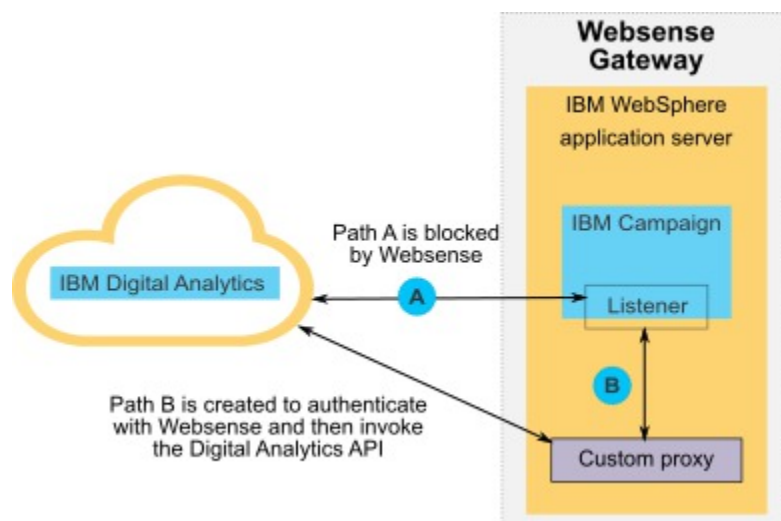 Websense
Gateway
IBM WebSphere
application server
IBM Campaign
Path A is blocked
by Websense
IBM Digital Analytics
A
Listener
B
Path B is created to authenticate
with Websense and then invoke
the Digital Analytics API
Custom proxy